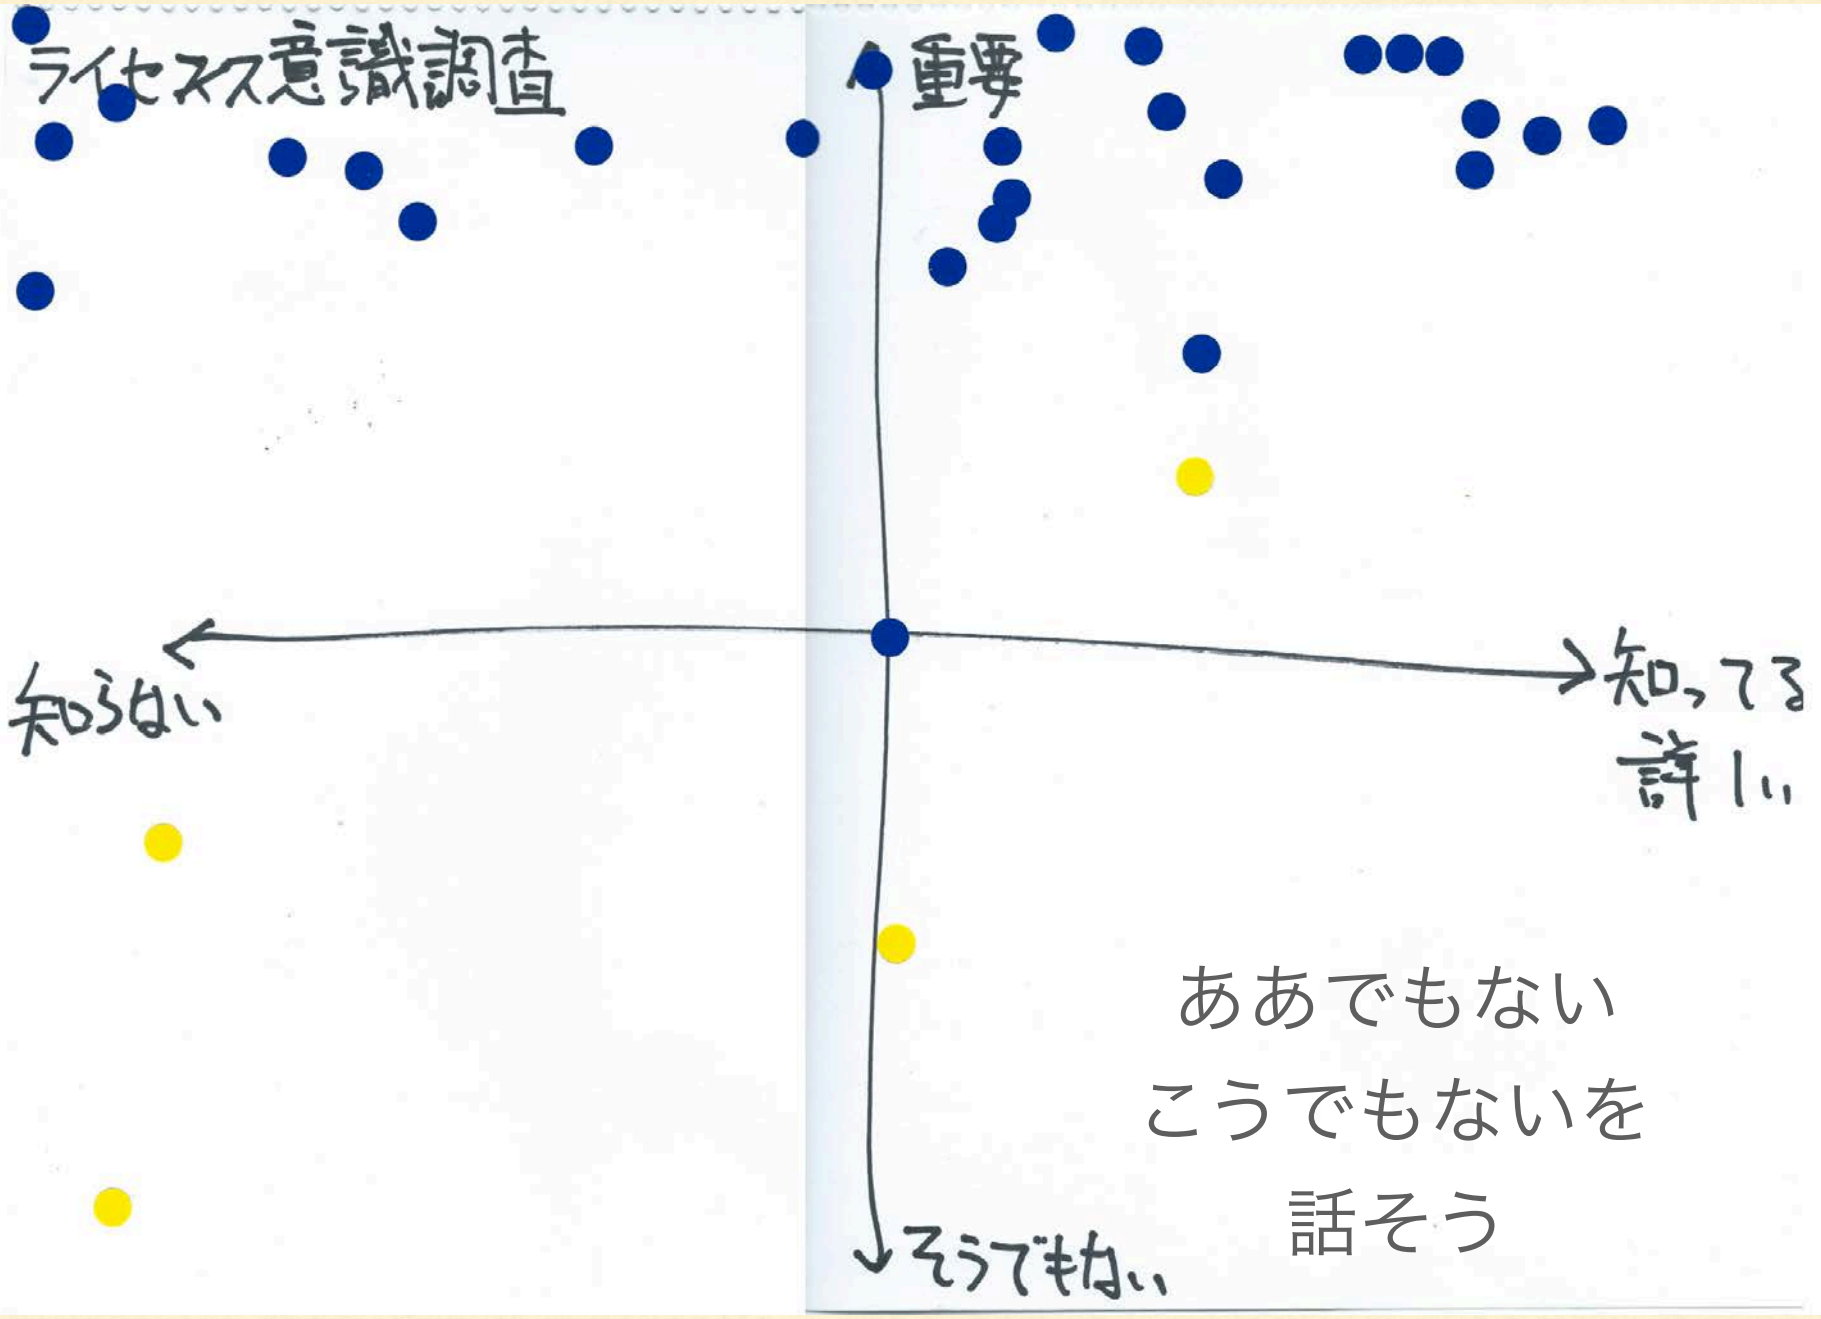 ライセンス意識調査
重要
知らない
知ってる
詳しい
そうでもない
ああでもない
こうでもないを
話そう